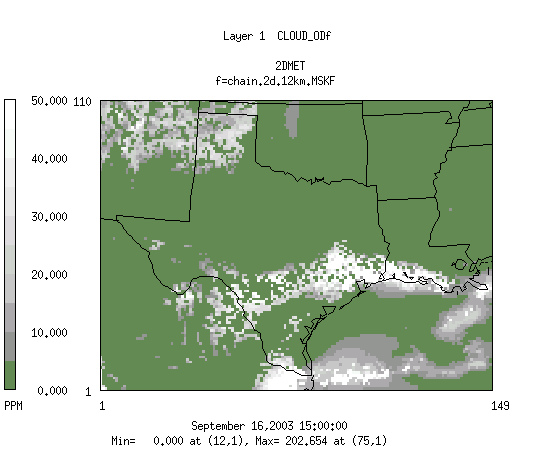 Layer 1 CLOUD_ODf
2DMET
f=chain.2d.12km.MSKF
50.000
40.000
30.000
20.000
10.000
0.000
PPM
110
1
1
149
September 16,2003 15:00:00
Min= 0.000 at (12,1), Max= 202.654 at (75,1)